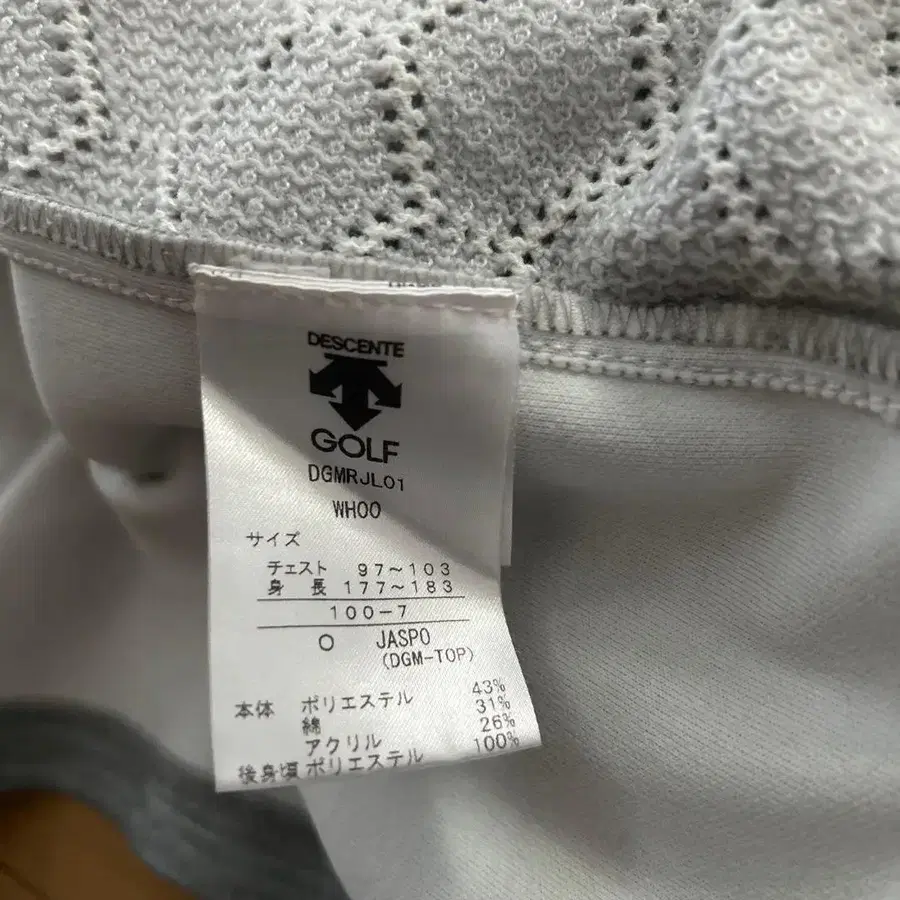 DESCENTE
GOLF
DGMRJL01
WH00
サイズ
チェスト 97～103
身長 177～183
100-7
O JASPO
(DGM-TOP)
本体 ポリエステル 43%
綿 31%
アクリル 26%
後身頃 ポリエステル 100%